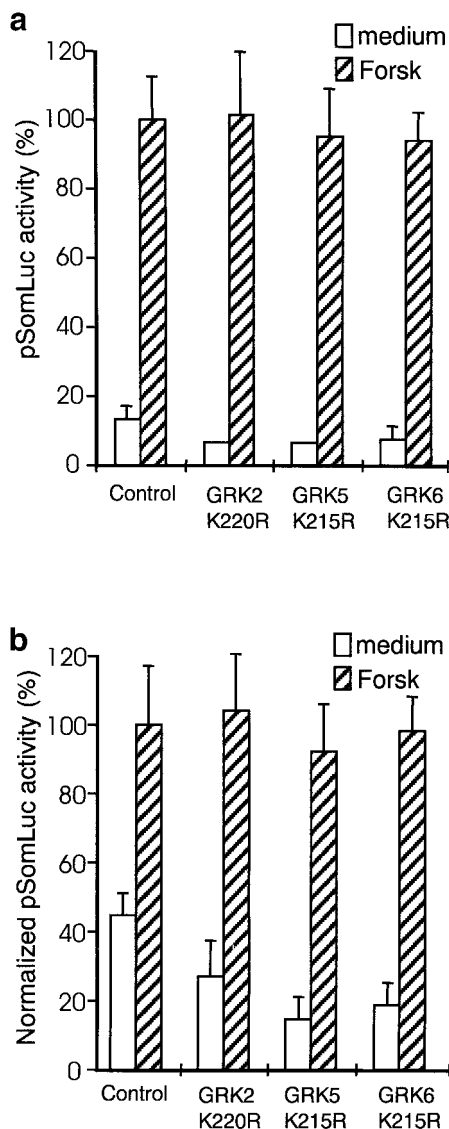 a
medium
Forsk
pSomLuc activity (%)
120
100
80
60
40
20
0
Control
GRK2
K220R
GRK5
K215R
GRK6
K215R
b
medium
Forsk
Normalized pSomLuc activity (%)
120
100
80
60
40
20
0
Control
GRK2
K220R
GRK5
K215R
GRK6
K215R